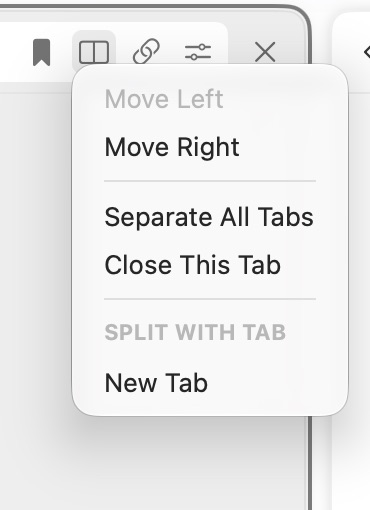 Move Left
Move Right
Separate All Tabs
Close This Tab
SPLIT WITH TAB
New Tab